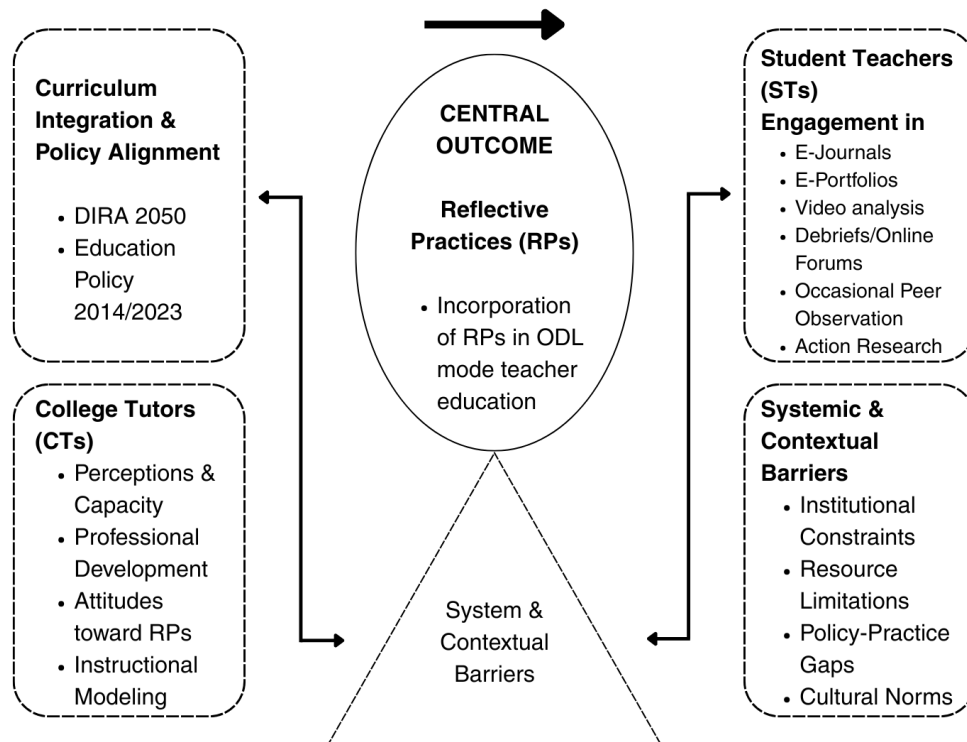 Curriculum
Integration &
Policy Alignment
• DIRA 2050
• Education
Policy
2014/2023
College Tutors
(CTs)
• Perceptions &
Capacity
• Professional
Development
• Attitudes
toward RPs
• Instructional
Modeling
CENTRAL
OUTCOME
Reflective
Practices (RPs)
• Incorporation
of RPs in ODL
mode teacher
education
System &
Contextual
Barriers
Student Teachers
(STs)
Engagement in
• E-Journals
• E-Portfolios
• Video analysis
• Debriefs/Online
Forums
• Occasional Peer
Observation
• Action Research
Systemic &
Contextual
Barriers
• Institutional
Constraints
• Resource
Limitations
• Policy-Practice
Gaps
• Cultural Norms